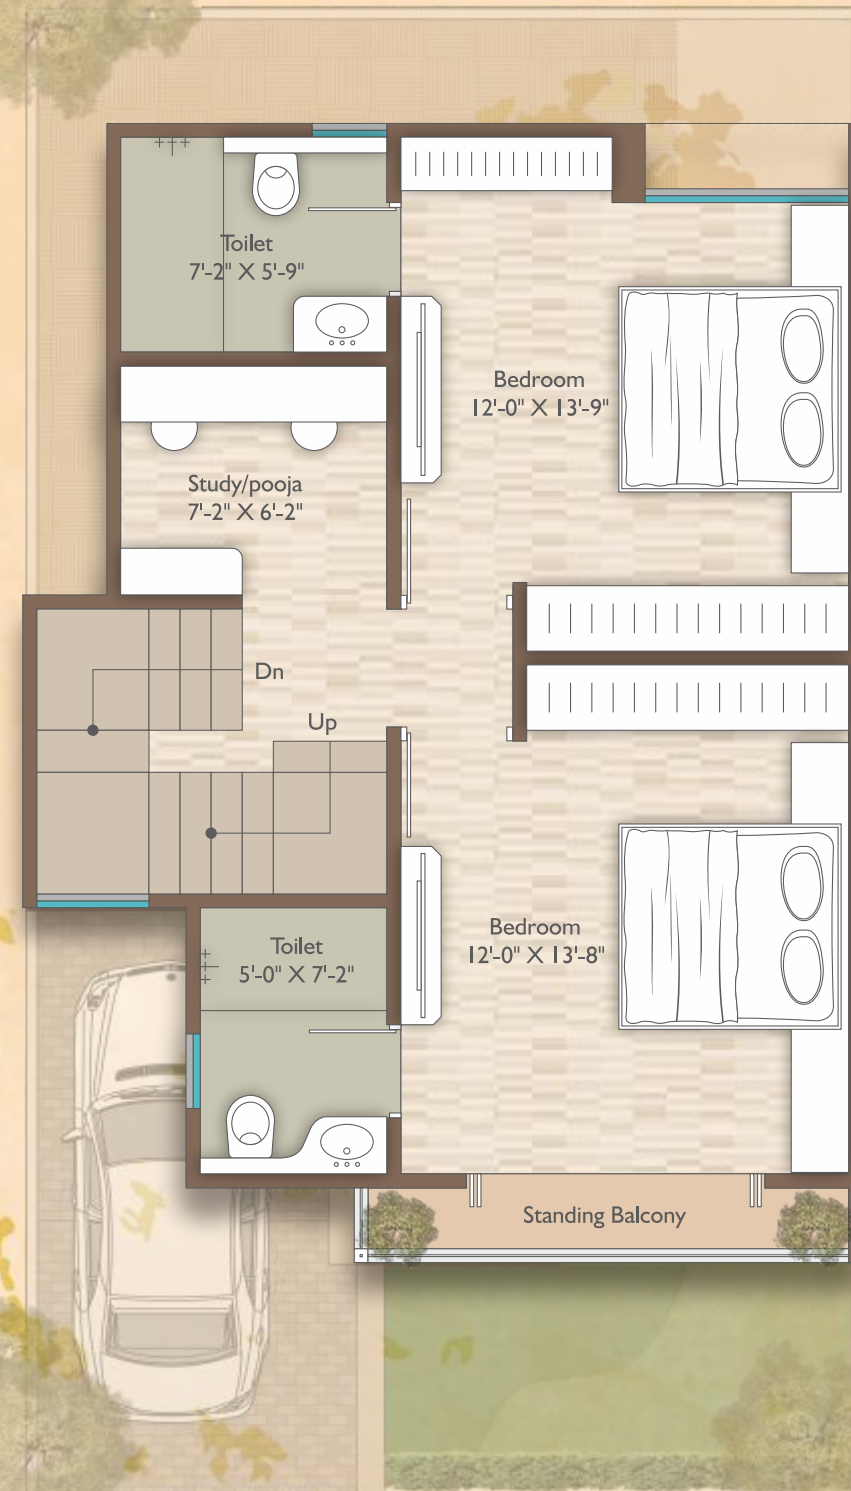 Toilet
7'-2" X 5'-9"
Bedroom
12'-0" X 13'-9"
Study/pooja
7'-2" X 6'-2"
Dn
Up
Bedroom
12'-0" X 13'-8"
Toilet
5'-0" X 7'-2"
Standing Balcony